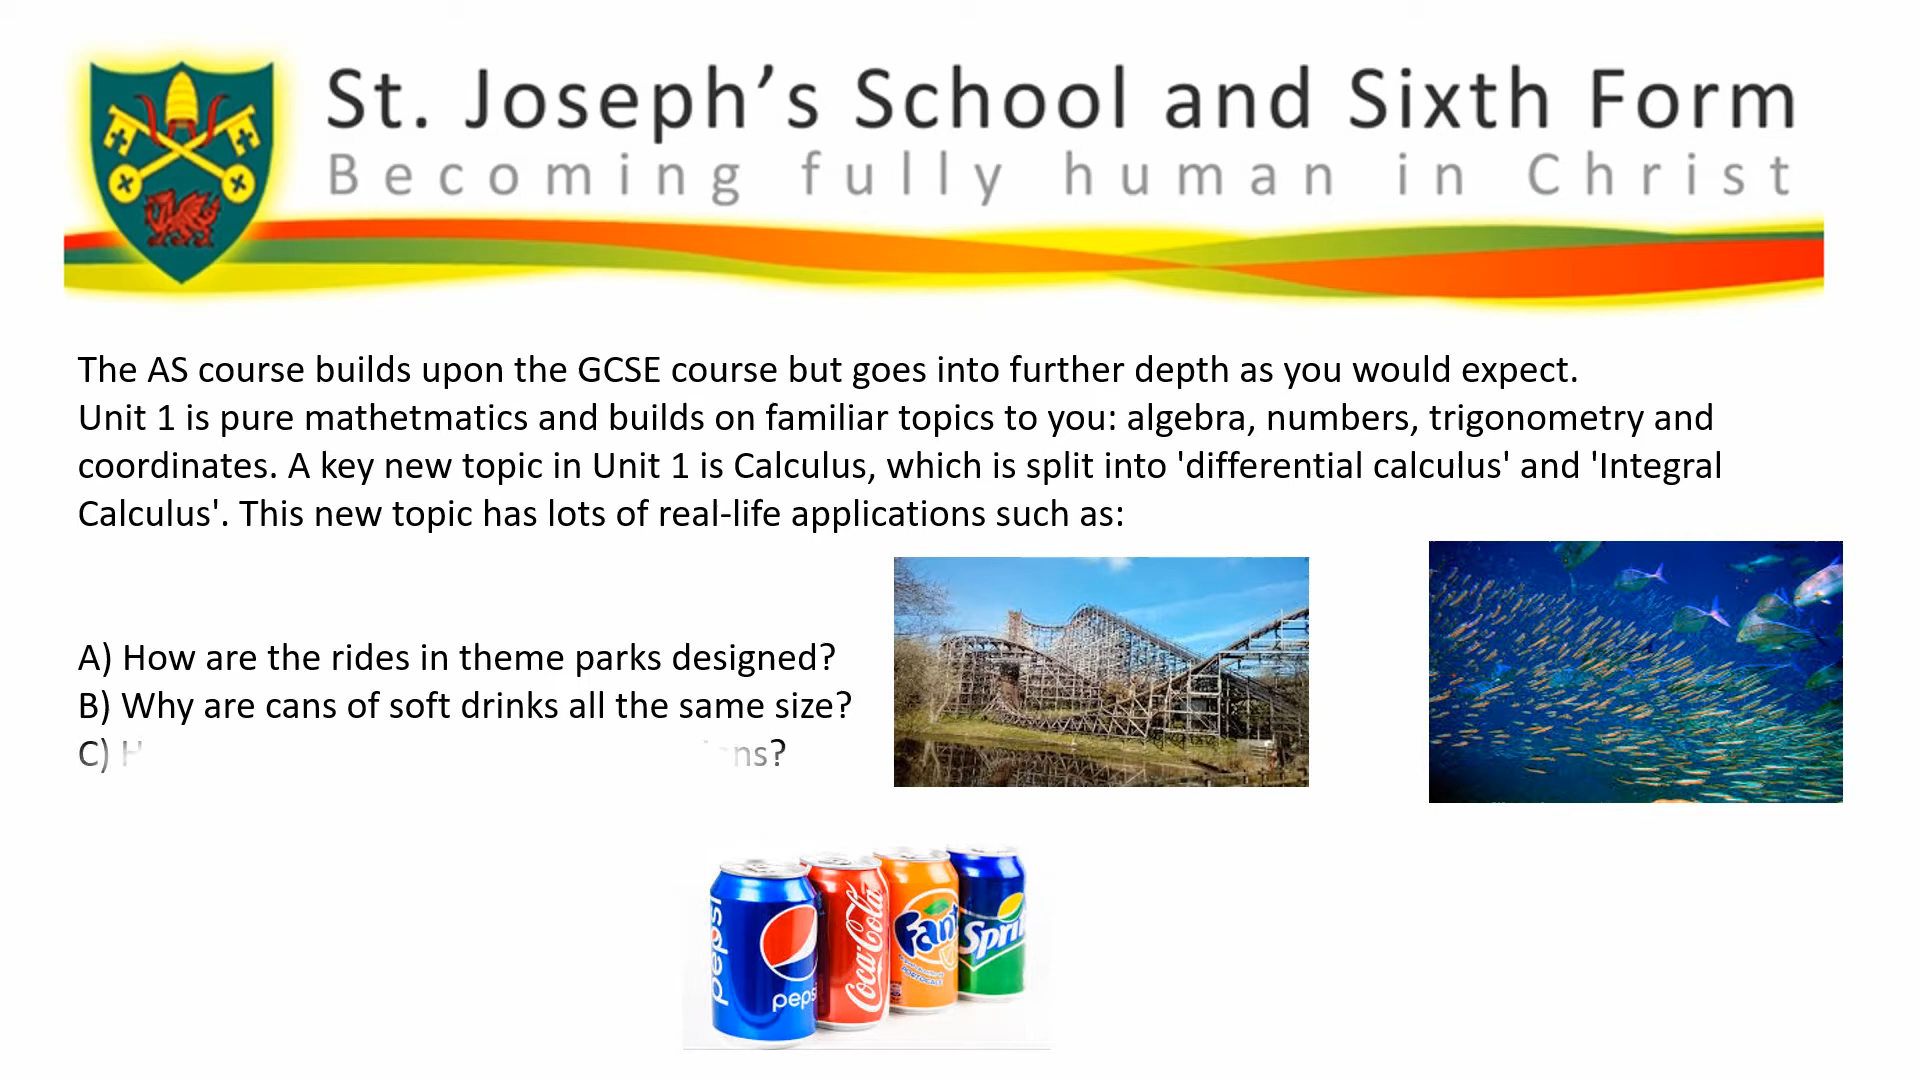 St. Joseph’s School and Sixth Form
Becoming fully human in Christ
The AS course builds upon the GCSE course but goes into further depth as you would expect.
Unit 1 is pure mathetmatics and builds on familiar topics to you: algebra, numbers, trigonometry and
coordinates. A key new topic in Unit 1 is Calculus, which is split into 'differential calculus' and 'Integral
Calculus'. This new topic has lots of real-life applications such as:
A) How are the rides in theme parks designed?
B) Why are cans of soft drinks all the same size?
C)
pepsi
pepsi
Coca-Cola
Fanta
Sprite